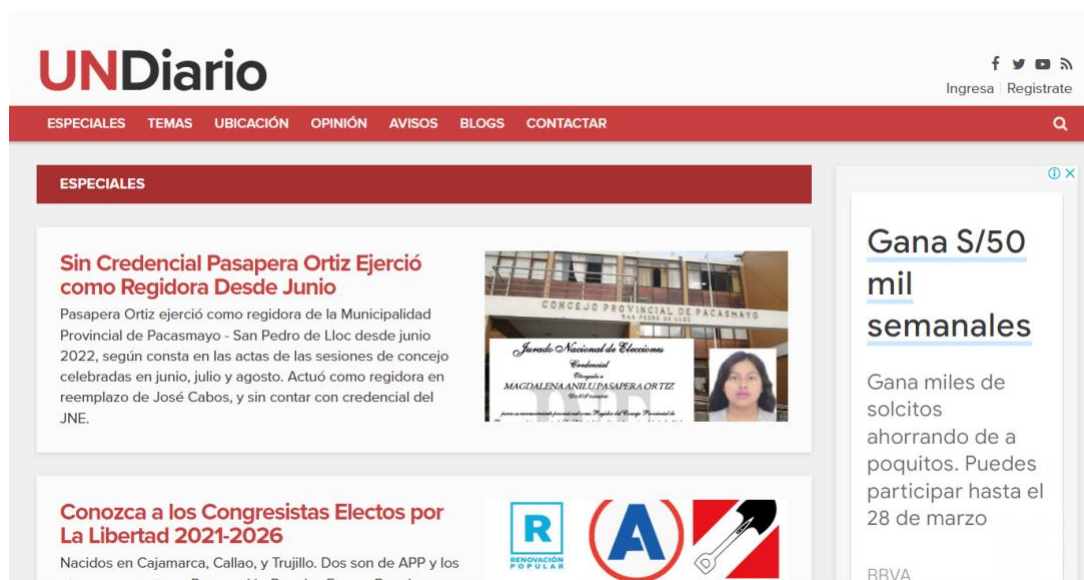 UNDiario
Ingresa Registrate
ESPECIALES TEMAS UBICACIÓN OPINIÓN AVISOS BLOGS CONTACTAR
ESPECIALES
Sin Credencial Pasapera Ortiz Ejerció
como Regidora Desde Junio
Pasapera Ortiz ejerció como regidora de la Municipalidad
Provincial de Pacasmayo - San Pedro de Lloc desde junio
2022, según consta en las actas de las sesiones de concejo
celebradas en junio, julio y agosto. Actuó como regidora en
reemplazo de José Cabos, y sin contar con credencial del
JNE.
CONCEJO PROVINCIAL DE PACASMAYO
SAN PEDRO DE LLOC
Jurado Nacional de Elecciones
Credencial
Otorgada a
MAGDALENA ANILU PASAPERA ORTIZ
JNE
Conozca a los Congresistas Electos por
La Libertad 2021-2026
Nacidos en Cajamarca, Callao, y Trujillo. Dos son de APP y los
R
RENOVACIÓN
POPULAR
A
Gana S/50
mil
semanales
Gana miles de
solcitos
ahorrando de a
poquitos. Puedes
participar hasta el
28 de marzo
BBVA